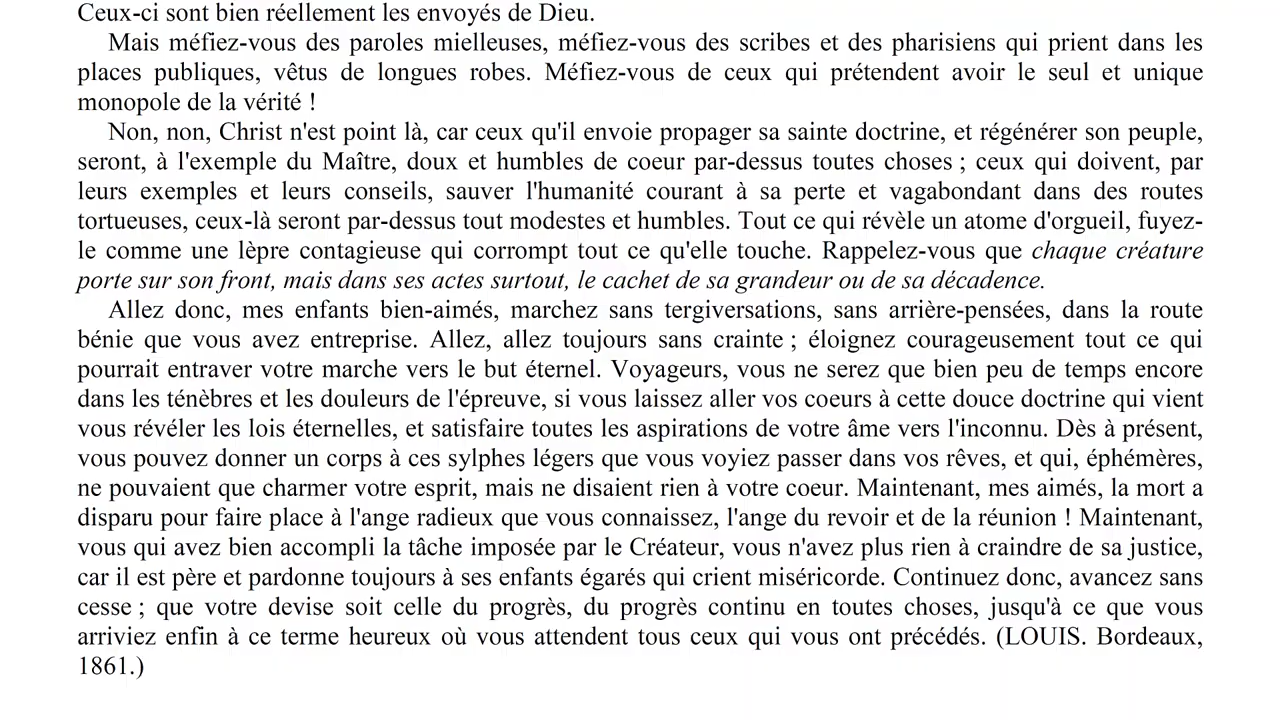 Ceux-ci sont bien réellement les envoyés de Dieu.
Mais méfiez-vous des paroles mielleuses, méfiez-vous des scribes et des pharisiens qui prient dans les
places publiques, vêtus de longues robes. Méfiez-vous de ceux qui prétendent avoir le seul et unique
monopole de la vérité !
Non, non, Christ n'est point là, car ceux qu'il envoie propager sa sainte doctrine, et régénérer son peuple,
seront, à l'exemple du Maître, doux et humbles de coeur par-dessus toutes choses ; ceux qui doivent, par
leurs exemples et leurs conseils, sauver l'humanité courant à sa perte et vagabondant dans des routes
tortueuses, ceux-là seront par-dessus tout modestes et humbles. Tout ce qui révèle un atome d'orgueil, fuyez-
le comme une lèpre contagieuse qui corrompt tout ce qu'elle touche. Rappelez-vous que chaque créature
porte sur son front, mais dans ses actes surtout, le cachet de sa grandeur ou de sa décadence.
Allez donc, mes enfants bien-aimés, marchez sans tergiversations, sans arrière-pensées, dans la route
bénie que vous avez entreprise. Allez, allez toujours sans crainte ; éloignez courageusement tout ce qui
pourrait entraver votre marche vers le but éternel. Voyageurs, vous ne serez que bien peu de temps encore
dans les ténèbres et les douleurs de l'épreuve, si vous laissez aller vos coeurs à cette douce doctrine qui vient
vous révéler les lois éternelles, et satisfaire toutes les aspirations de votre âme vers l'inconnu. Dès à présent,
vous pouvez donner un corps à ces sylphes légers que vous voyiez passer dans vos rêves, et qui, éphémères,
ne pouvaient que charmer votre esprit, mais ne disaient rien à votre coeur. Maintenant, mes aimés, la mort a
disparu pour faire place à l'ange radieux que vous connaissez, l'ange du revoir et de la réunion ! Maintenant,
vous qui avez bien accompli la tâche imposée par le Créateur, vous n'avez plus rien à craindre de sa justice,
car il est père et pardonne toujours à ses enfants égarés qui crient miséricorde. Continuez donc, avancez sans
cesse ; que votre devise soit celle du progrès, du progrès continu en toutes choses, jusqu'à ce que vous
arriviez enfin à ce terme heureux où vous attendent tous ceux qui vous ont précédés. (LOUIS. Bordeaux,
1861.)